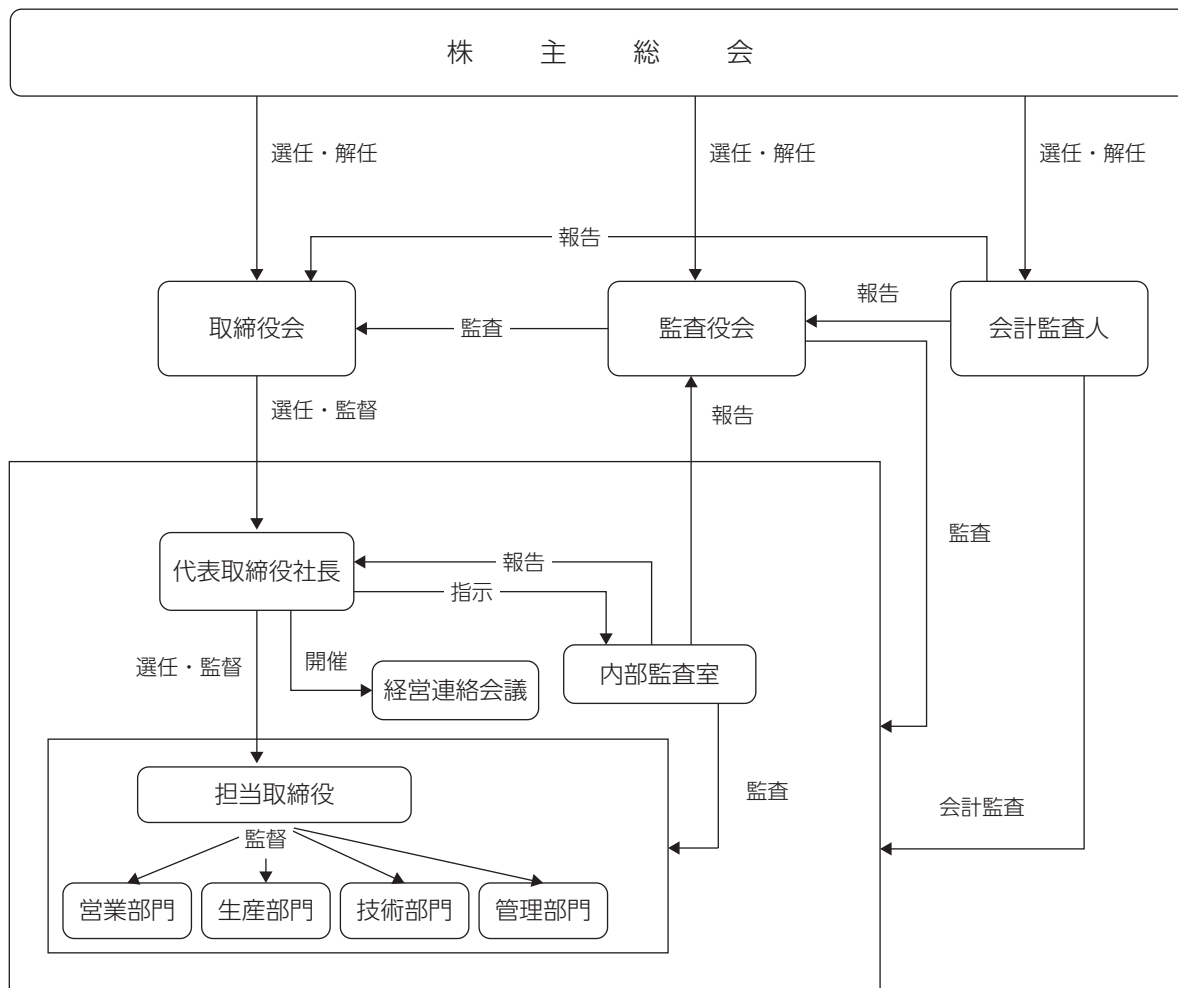 株主総会
選任・解任
選任・解任
選任・解任
報告
取締役会
監査
監査役会
報告
会計監査人
選任・監督
報告
監査
代表取締役社長
報告
指示
選任・監督
開催
経営連絡会議
内部監査室
担当取締役
監査
会計監査
監督
営業部門
生産部門
技術部門
管理部門